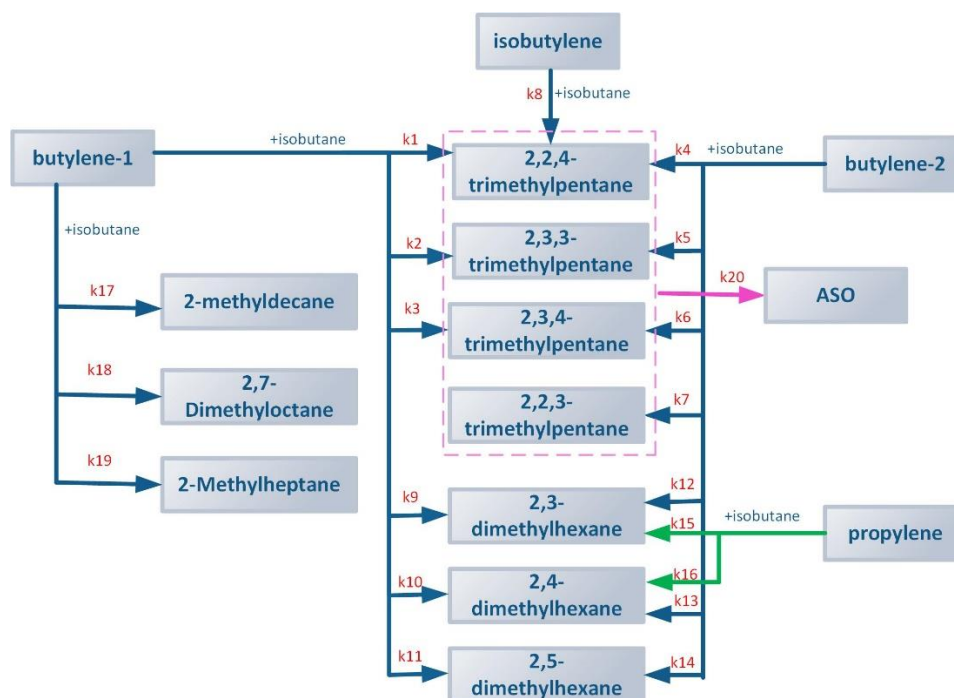 isobutylene
k8
+isobutane
+isobutane
k1
k4
+isobutane
butylene-1
2,2,4-
trimethylpentane
butylene-2
+isobutane
k2
2,3,3-
trimethylpentane
k5
k17
2-methyldecane
k3
2,3,4-
trimethylpentane
k6
k20
ASO
k18
2,7-
Dimethyloctane
2,2,3-
trimethylpentane
k7
k19
2-Methylheptane
k9
2,3-
dimethylhexane
k12
k15
+isobutane
propylene
k10
2,4-
dimethylhexane
k16
k13
k11
2,5-
dimethylhexane
k14